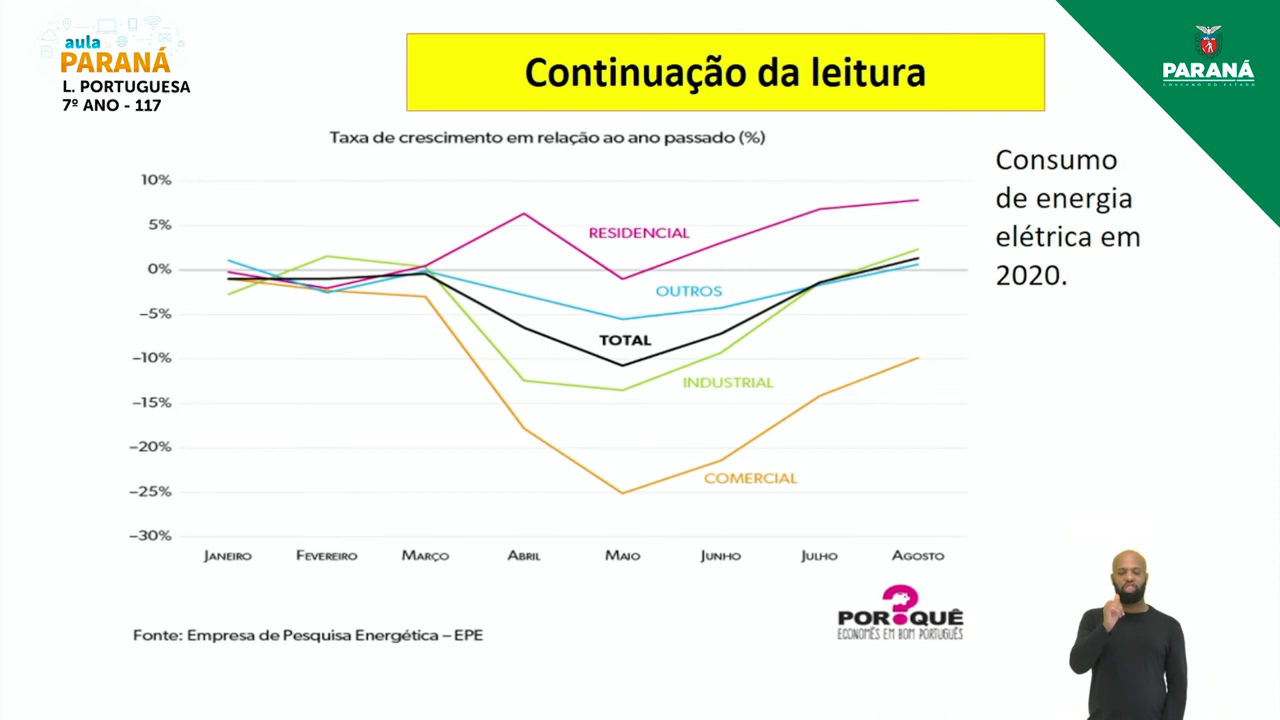 aula
PARANÁ
L. PORTUGUESA
7º ANO - 117
Continuação da leitura
PARANÁ
GOVERNO DO ESTADO
Taxa de crescimento em relação ao ano passado (%)
Consumo
de energia
elétrica em
2020.
10%
5%
0%
–5%
–10%
–15%
–20%
–25%
–30%
RESIDENCIAL
OUTROS
TOTAL
INDUSTRIAL
COMERCIAL
JANEIRO FEVEREIRO MARÇO ABRIL MAIO JUNHO JULHO AGOSTO
POR?QUÊ
ECONOMÊS EM BOM PORTUGUÊS
Fonte: Empresa de Pesquisa Energética – EPE